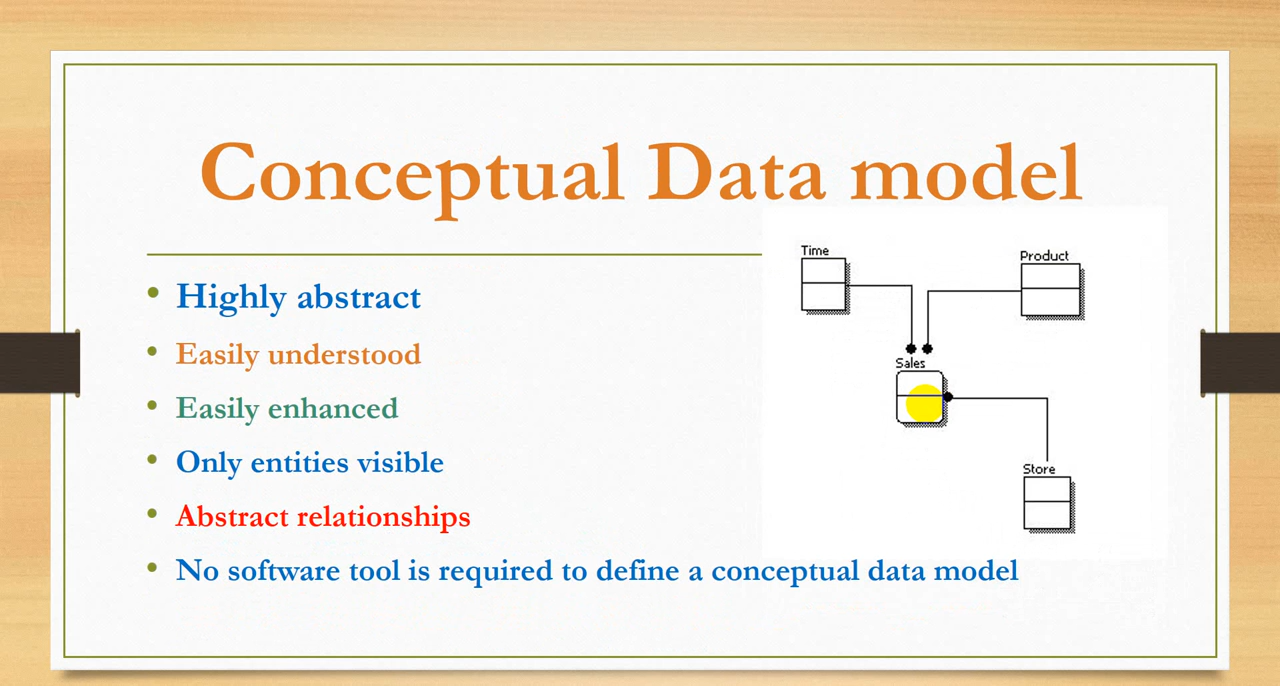 Conceptual Data model
• Highly abstract
• Easily understood
• Easily enhanced
• Only entities visible
• Abstract relationships
• No software tool is required to define a conceptual data model
Time
Product
Sales
Store